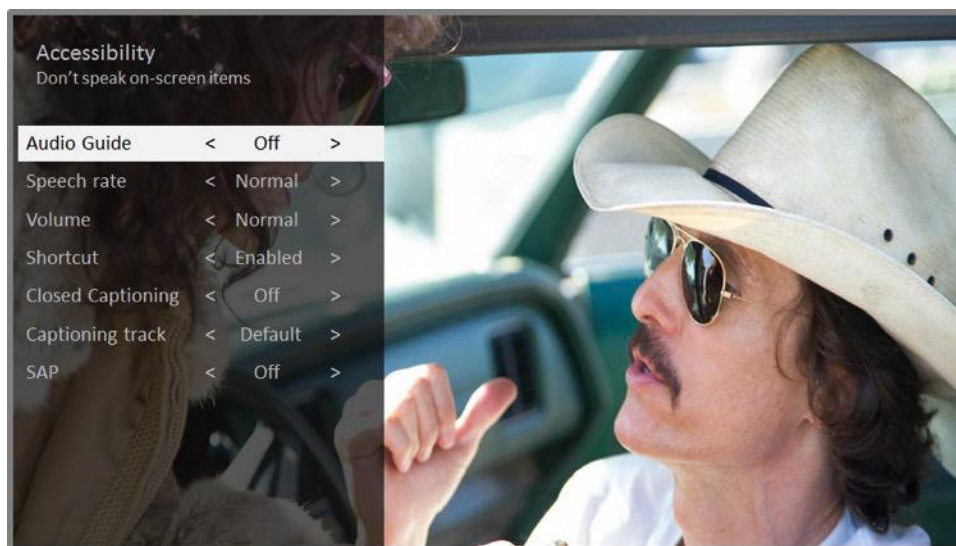 Accessibility
Don't speak on-screen items
Audio Guide < Off >
Speech rate < Normal >
Volume < Normal >
Shortcut < Enabled >
Closed Captioning < Off >
Captioning track < Default >
SAP < Off >